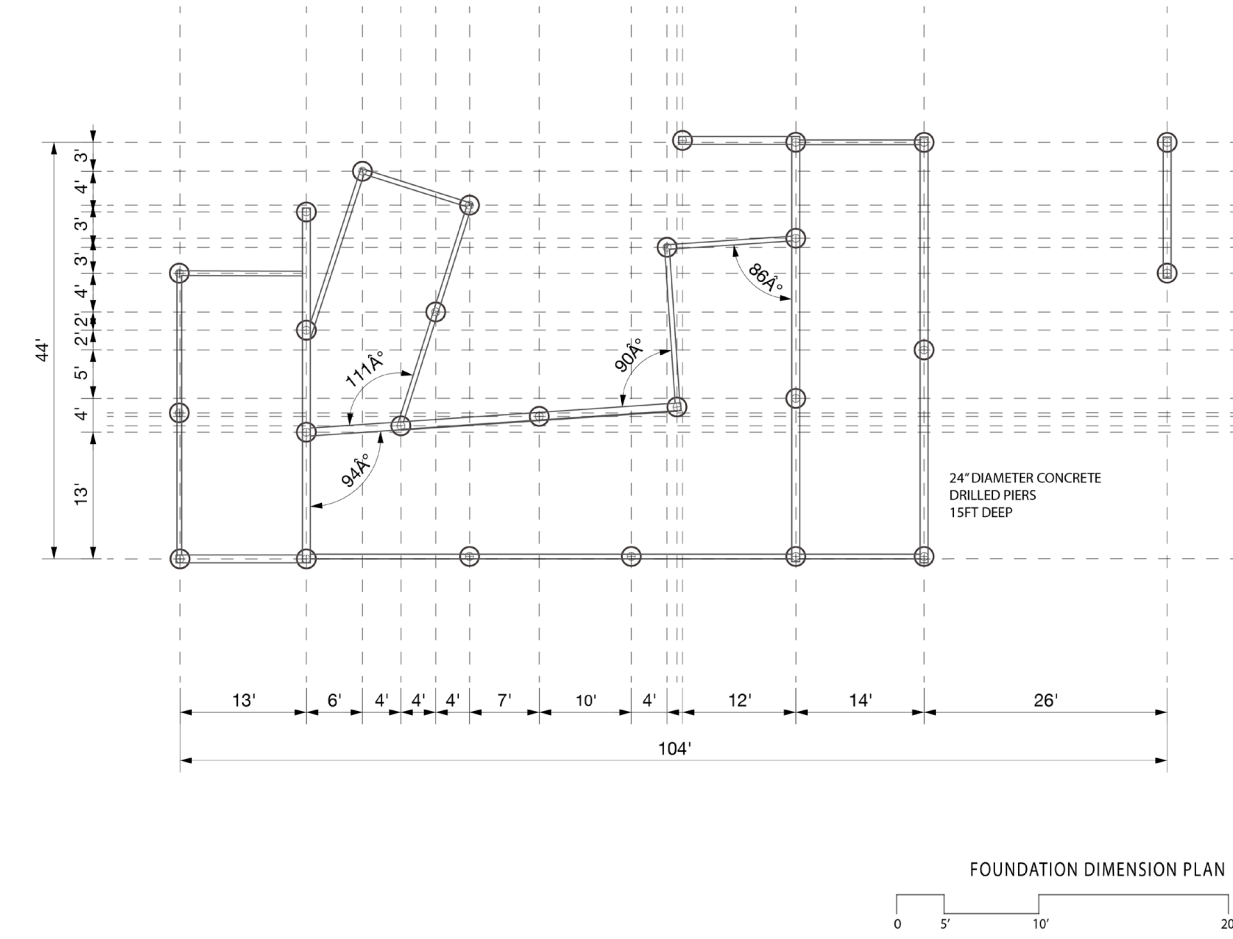 3'
4'
3'
3'
4'
2'
2'
5'
4'
13'
44'
111Â°
94Â°
90Â°
86Â°
24" DIAMETER CONCRETE
DRILLED PIERS
15FT DEEP
13' 6' 4' 4' 4' 7' 10' 4' 12' 14' 26'
104'
FOUNDATION DIMENSION PLAN
0 5' 10' 20